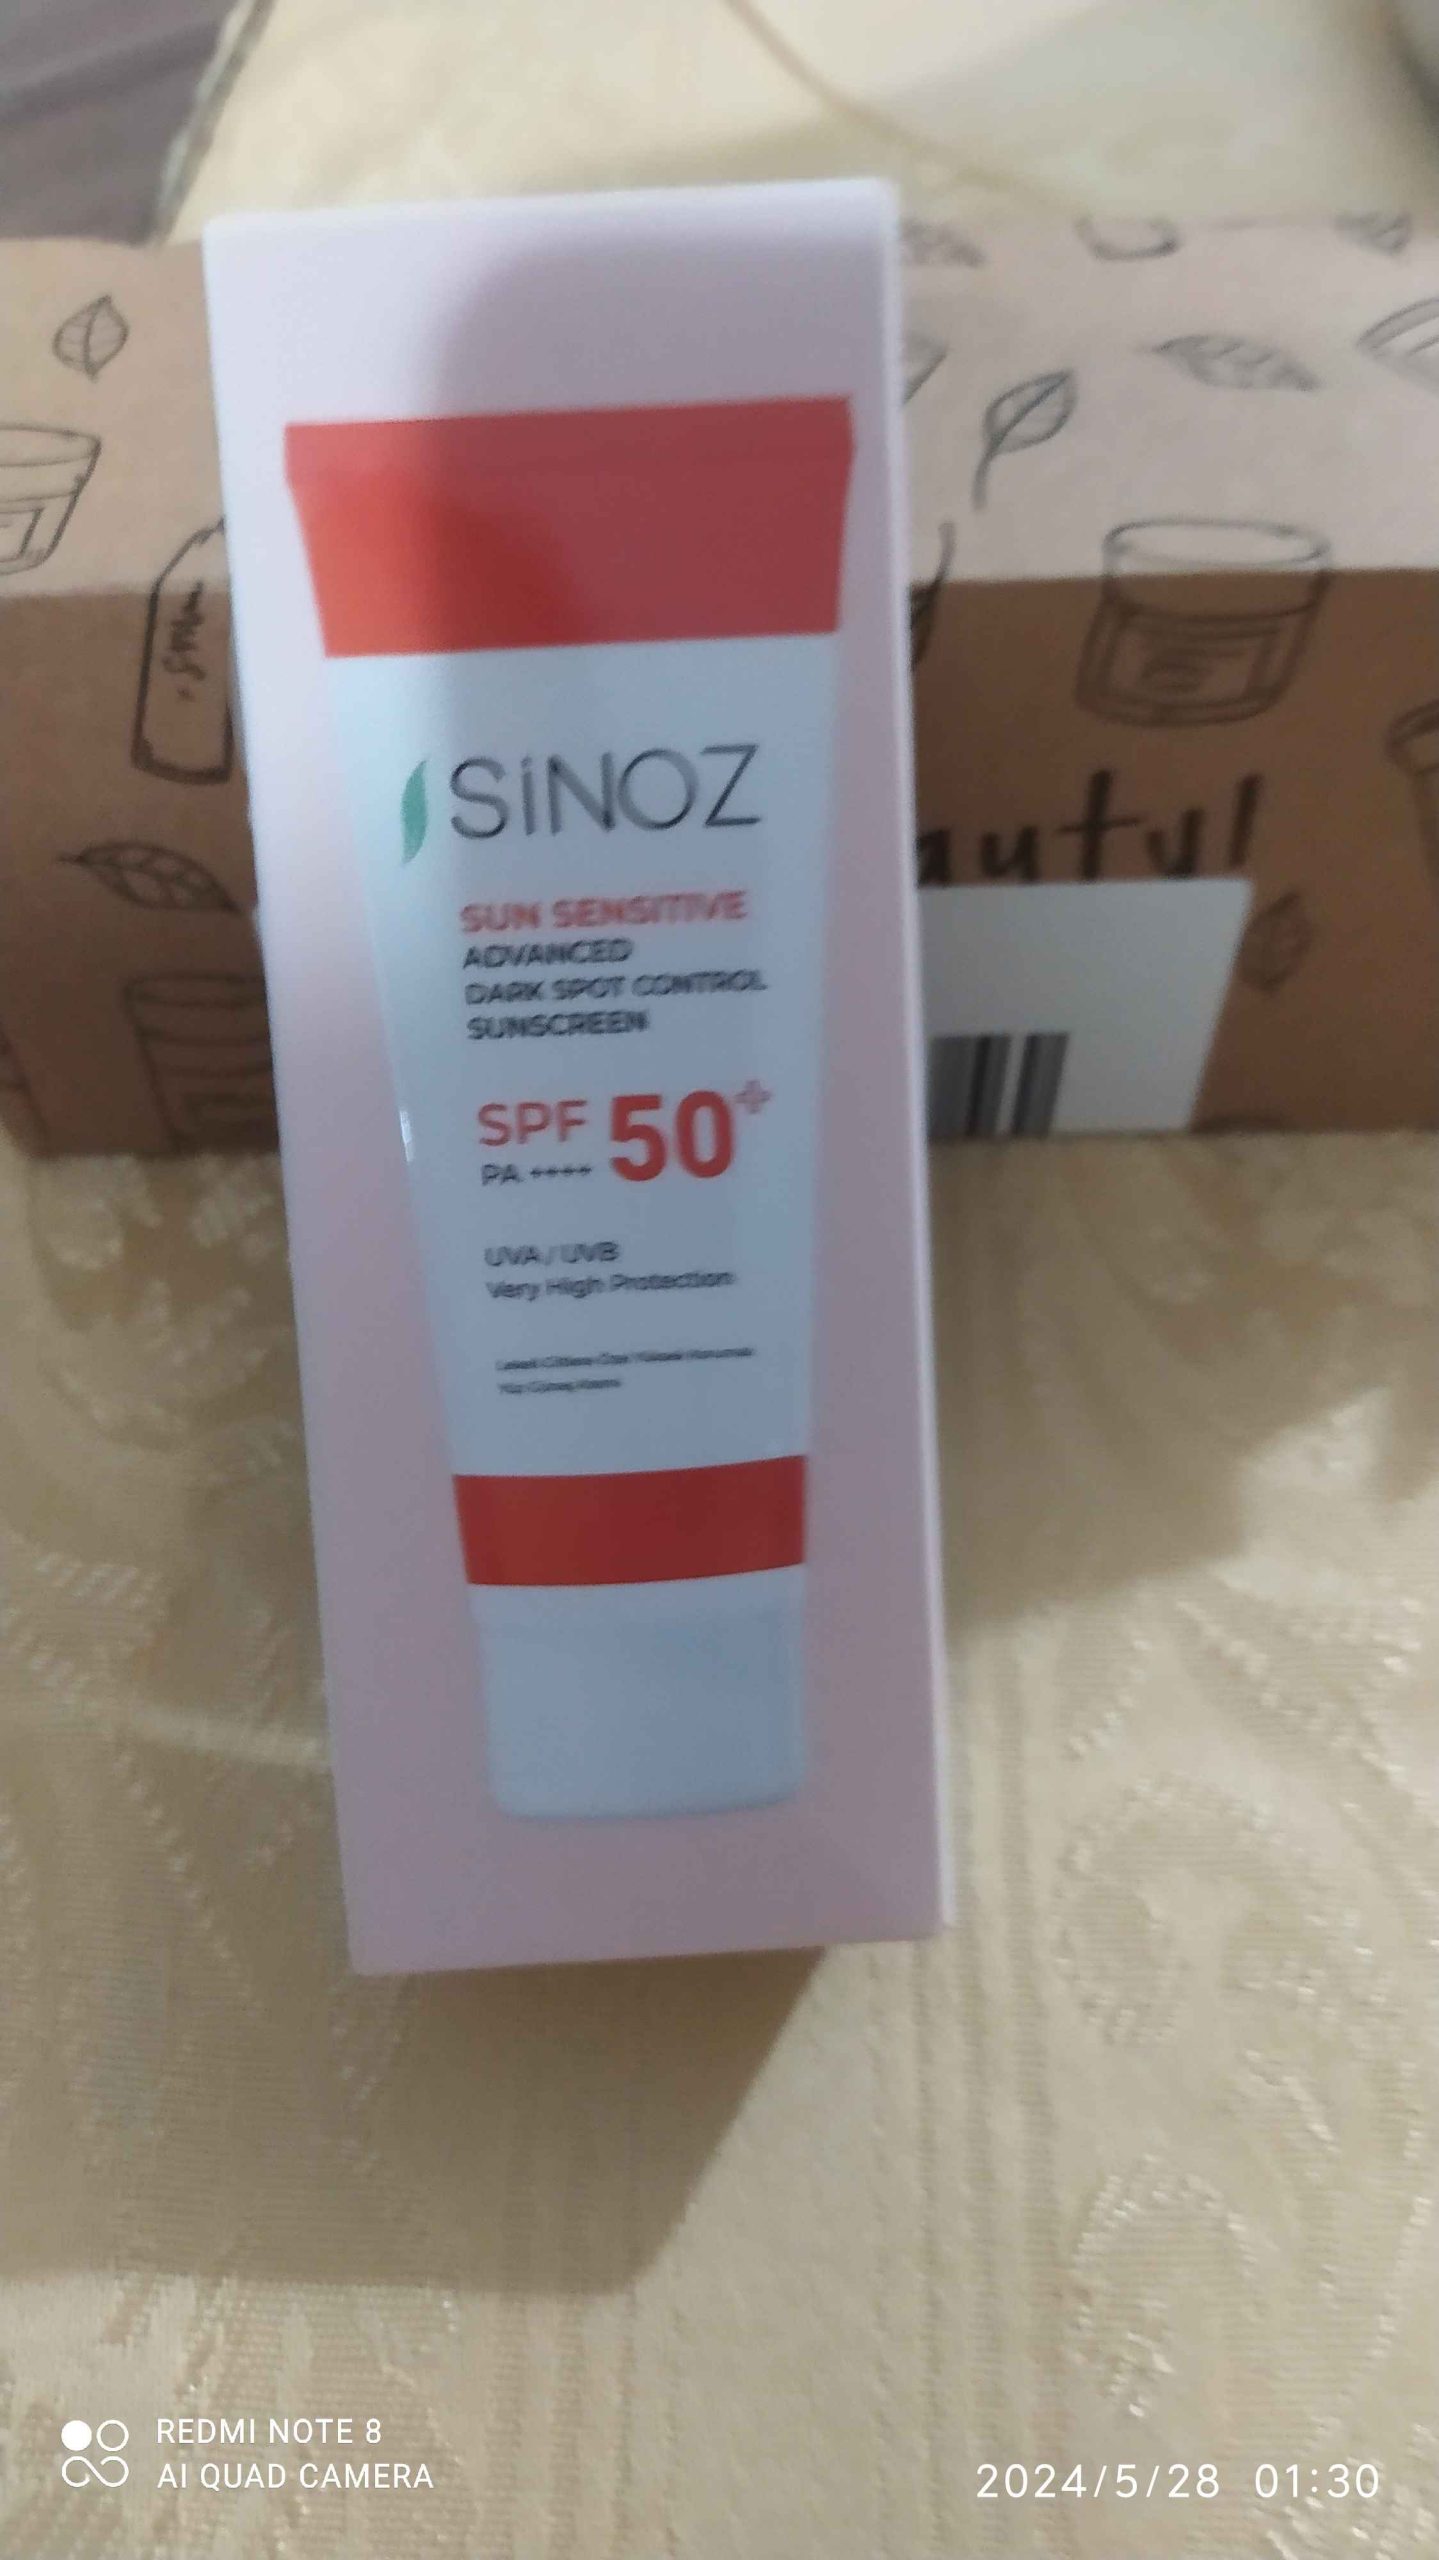 SiNOZ
SUN SENSITIVE
ADVANCED
DARK SPOT CONTROL
SUNSCREEN
SPF 50+
PA ++++
UVA / UVB
Very High Protection
REDMI NOTE 8
AI QUAD CAMERA
2024/5/28 01:30